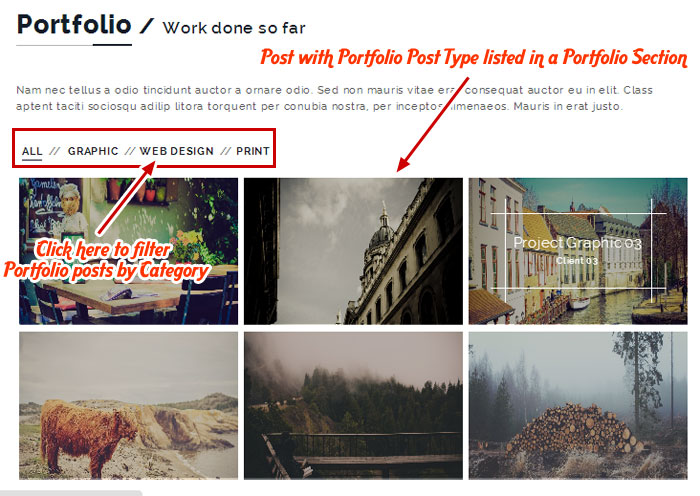 Portfolio / Work done so far
Post with Portfolio Post Type listed in a Portfolio Section
Nam nec tellus a odio tincidunt auctor a ornare odio. Sed non mauris vitae erat consequat auctor eu in elit. Class
aptent taciti sociosqu adilip litora torquent per conubia nostra, per inceptos himenaeos. Mauris in erat justo.
ALL // GRAPHIC // WEB DESIGN // PRINT
Click here to filter
Portfolio posts by Category
Project Graphic 03
Client 03